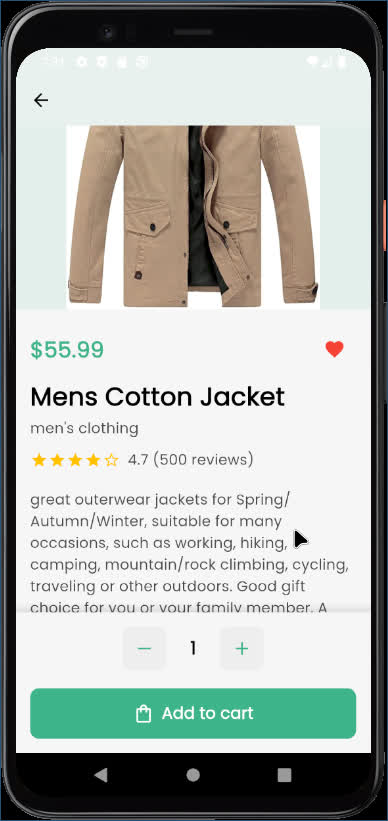 $55.99
Mens Cotton Jacket
men's clothing
4.7 (500 reviews)
great outerwear jackets for Spring/
Autumn/Winter, suitable for many
occasions, such as working, hiking,
camping, mountain/rock climbing, cycling,
traveling or other outdoors. Good gift
choice for you or your family member. A
1
Add to cart